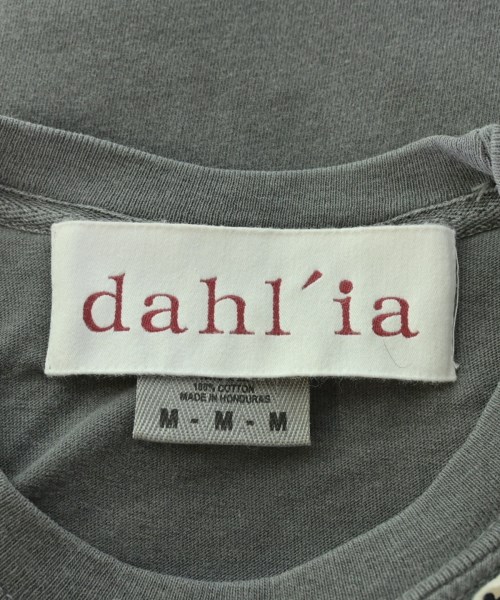 dahl´ia
100% COTTON
MADE IN HONDURAS
M - M - M